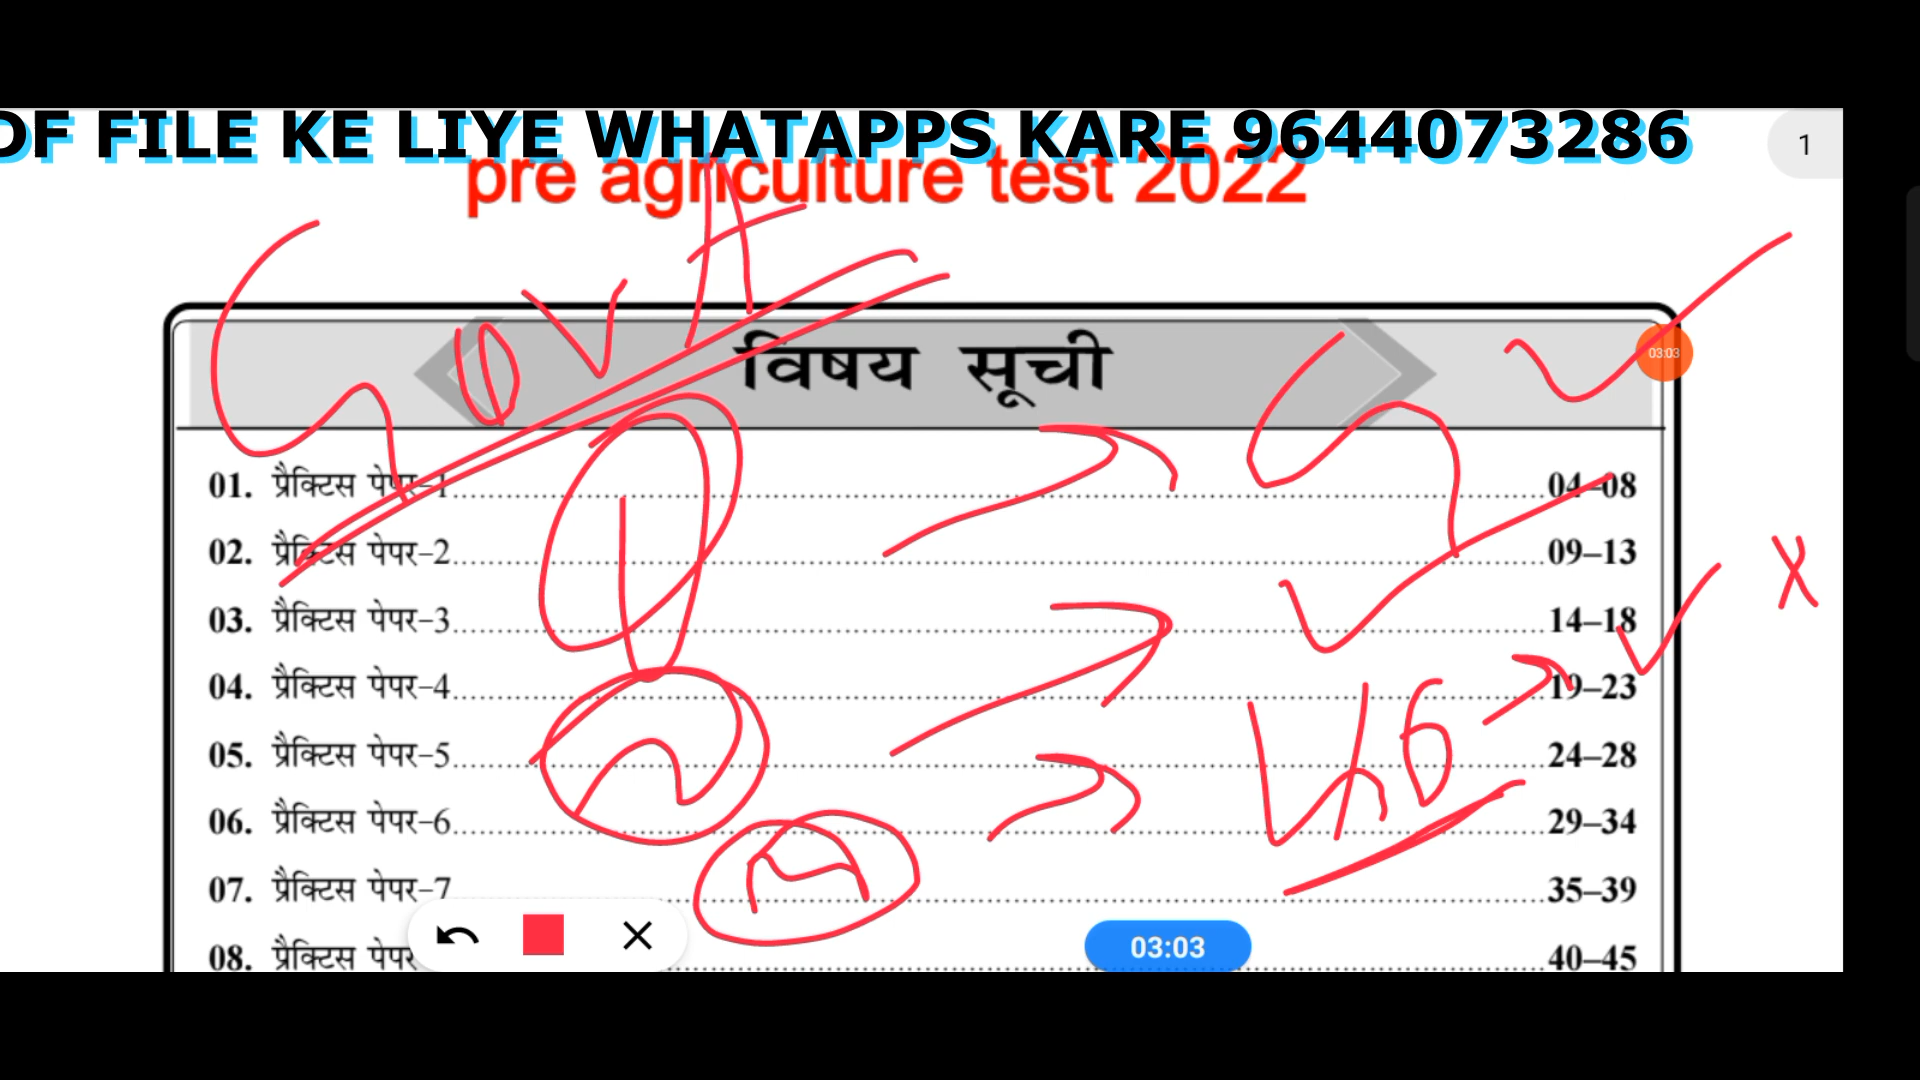 DF FILE KE LIYE WHATAPPS KARE 9644073286
1
pre agriculture test 2022
विषय सूची
03:03
01. प्रैक्टिस पेपर–1 04–08
02. प्रैक्टिस पेपर–2 09–13
03. प्रैक्टिस पेपर–3 14–18
04. प्रैक्टिस पेपर–4 19–23
05. प्रैक्टिस पेपर–5 24–28
06. प्रैक्टिस पेपर–6 29–34
07. प्रैक्टिस पेपर–7 35–39
08. प्रैक्टिस 40–45
03:03